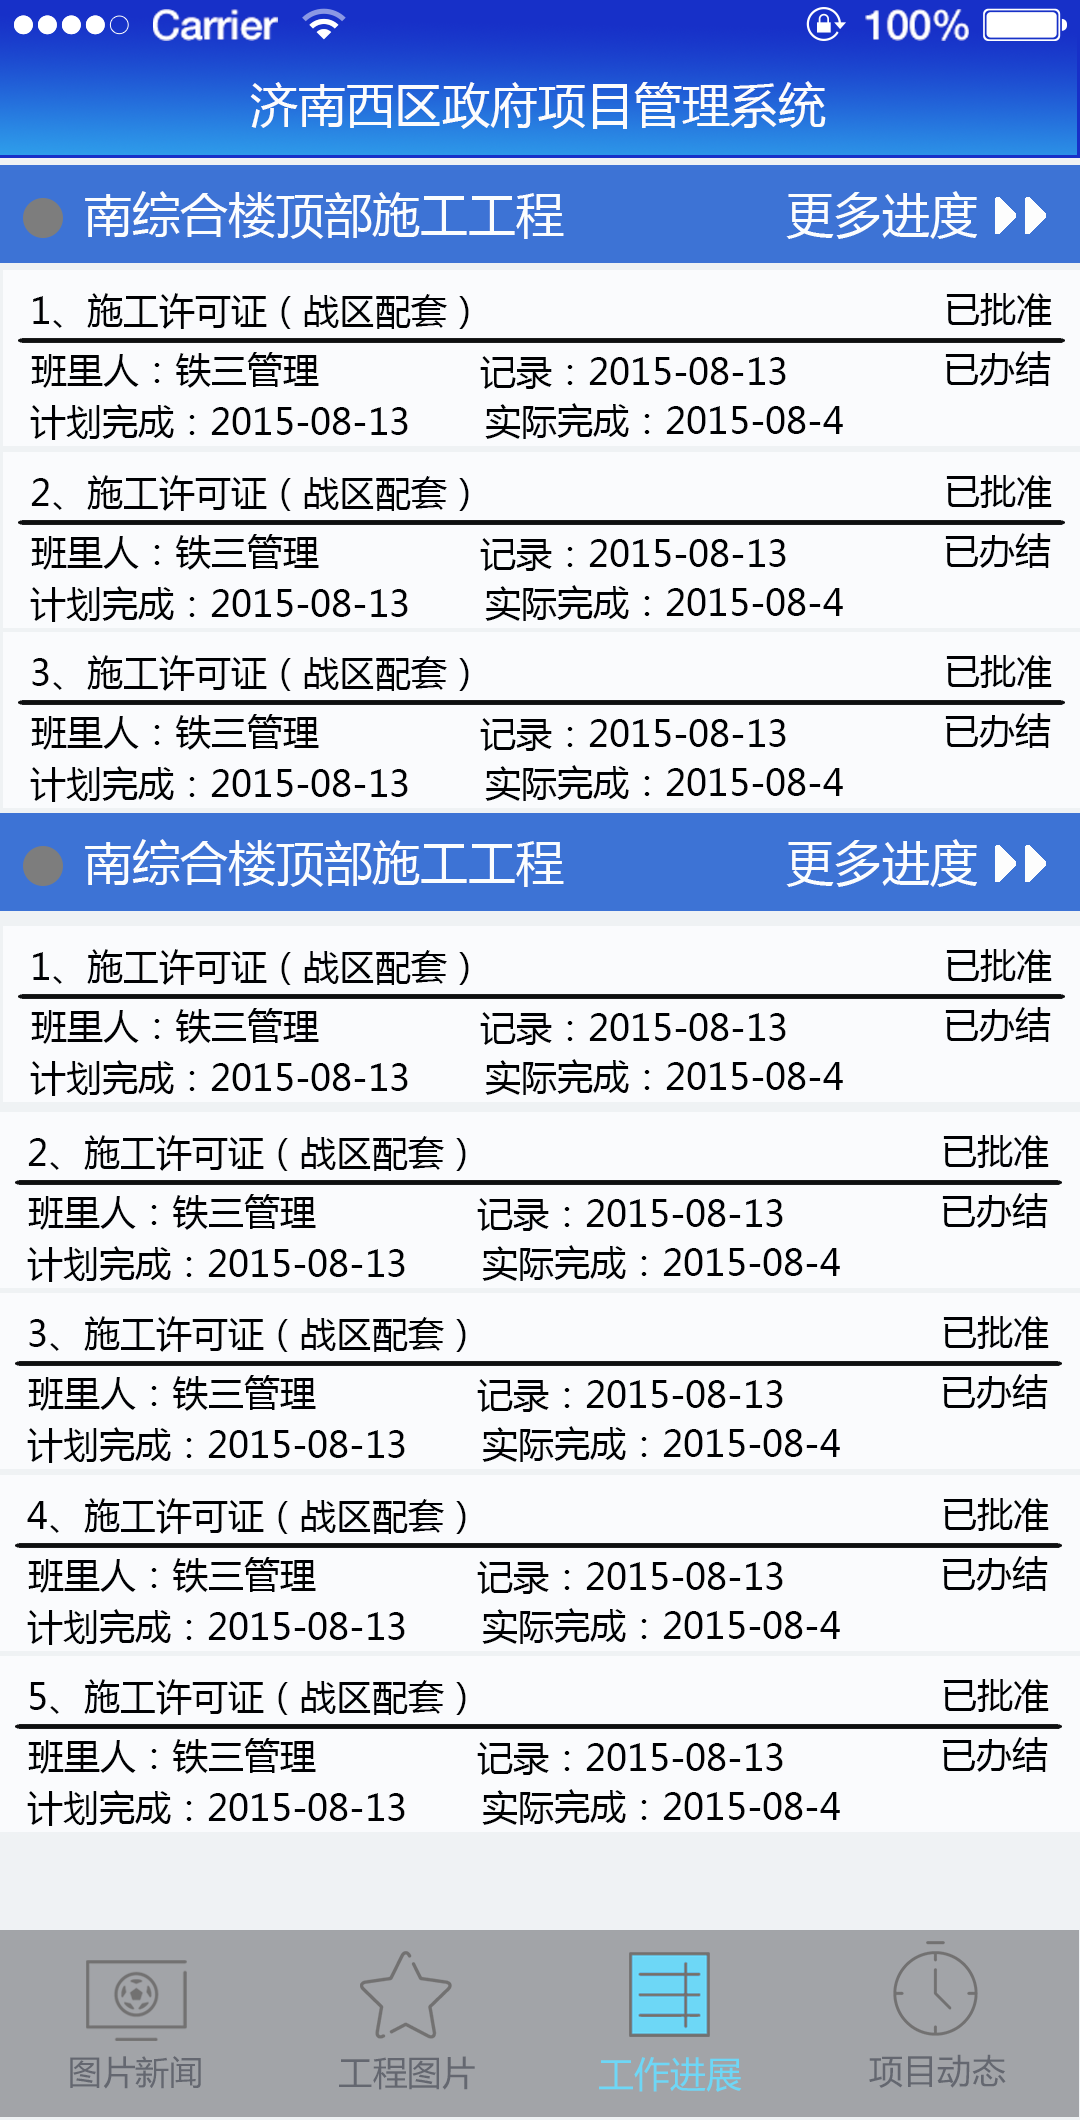 Carrier 100%
济南西区政府项目管理系统
南综合楼顶部施工工程 更多进度
1、施工许可证（战区配套） 已批准
班里人：铁三管理 记录：2015-08-13 已办结
计划完成：2015-08-13 实际完成：2015-08-4
2、施工许可证（战区配套） 已批准
班里人：铁三管理 记录：2015-08-13 已办结
计划完成：2015-08-13 实际完成：2015-08-4
3、施工许可证（战区配套） 已批准
班里人：铁三管理 记录：2015-08-13 已办结
计划完成：2015-08-13 实际完成：2015-08-4
南综合楼顶部施工工程 更多进度
1、施工许可证（战区配套） 已批准
班里人：铁三管理 记录：2015-08-13 已办结
计划完成：2015-08-13 实际完成：2015-08-4
2、施工许可证（战区配套） 已批准
班里人：铁三管理 记录：2015-08-13 已办结
计划完成：2015-08-13 实际完成：2015-08-4
3、施工许可证（战区配套） 已批准
班里人：铁三管理 记录：2015-08-13 已办结
计划完成：2015-08-13 实际完成：2015-08-4
4、施工许可证（战区配套） 已批准
班里人：铁三管理 记录：2015-08-13 已办结
计划完成：2015-08-13 实际完成：2015-08-4
5、施工许可证（战区配套） 已批准
班里人：铁三管理 记录：2015-08-13 已办结
计划完成：2015-08-13 实际完成：2015-08-4
图片新闻 工程图片 工作进展 项目动态